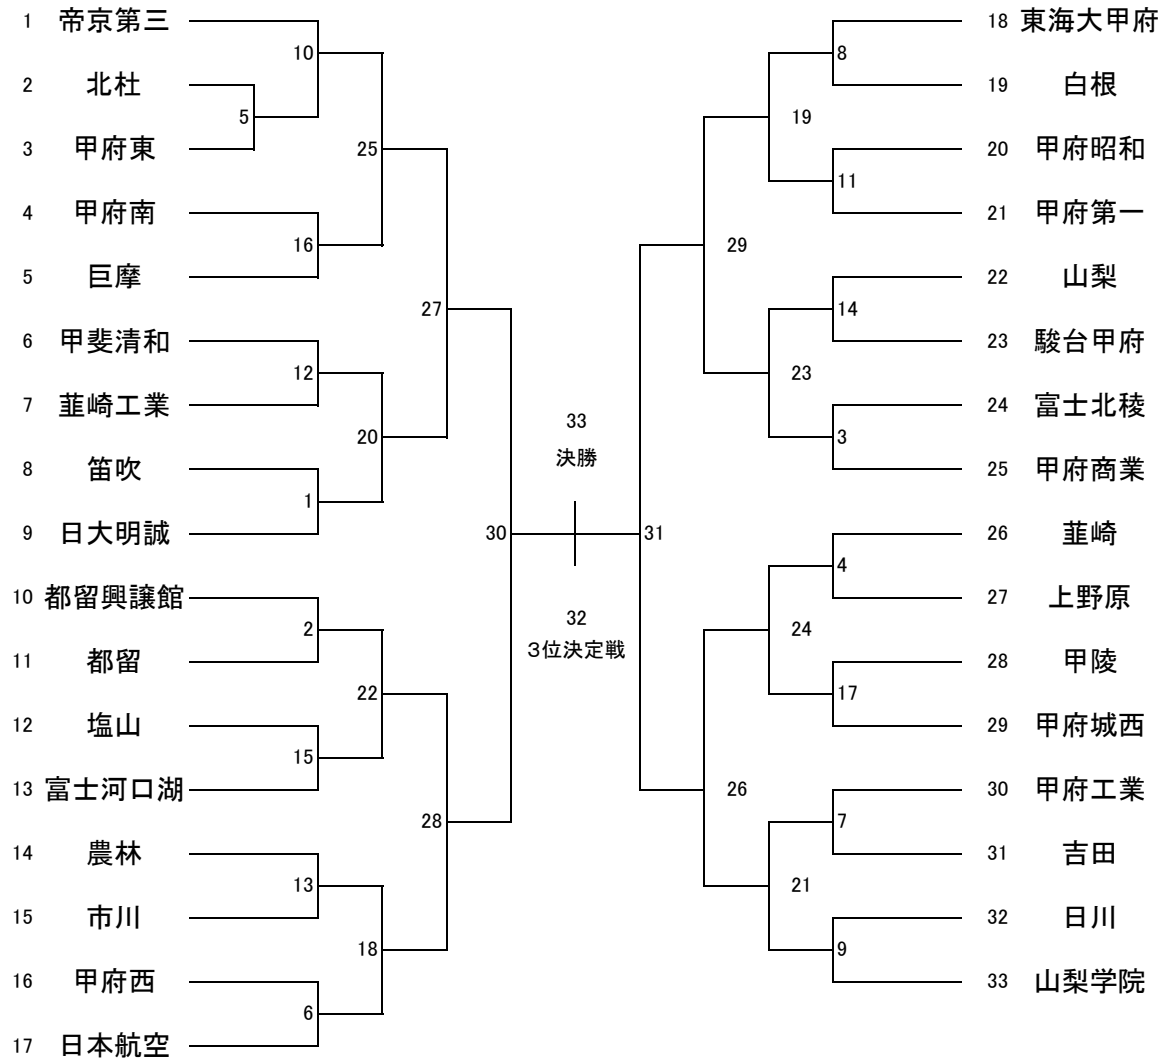 1 帝京第三
10
2 北杜
5
3 甲府東
25
4 甲府南
16
5 巨摩
27
6 甲斐清和
12
7 韮崎工業
20
8 笛吹
1
9 日大明誠
30
10 都留興譲館
2
11 都留
22
12 塩山
15
13 富士河口湖
28
14 農林
13
15 市川
18
16 甲府西
6
17 日本航空
33
決勝
32
3位決定戦
18 東海大甲府
8
19 白根
19
20 甲府昭和
11
21 甲府第一
29
22 山梨
14
23 駿台甲府
23
24 富士北稜
3
25 甲府商業
31
26 韮崎
4
27 上野原
24
28 甲陵
17
29 甲府城西
26
30 甲府工業
7
31 吉田
21
32 日川
9
33 山梨学院